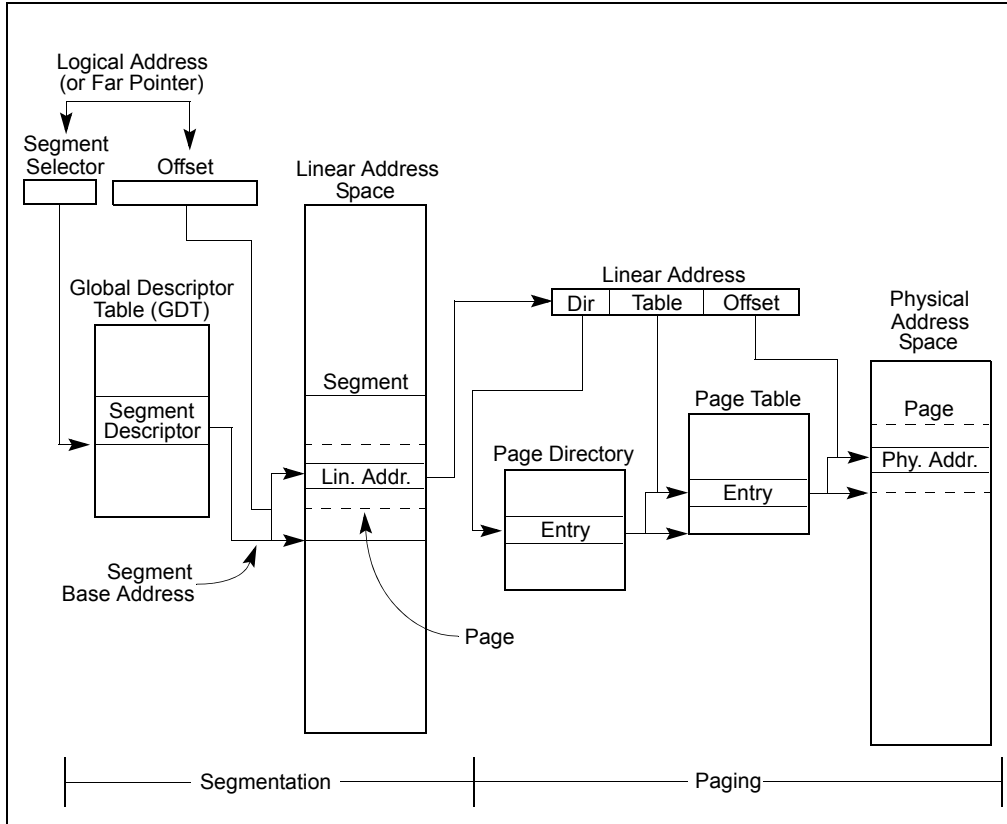 Logical Address
(or Far Pointer)
Segment
Selector
Offset
Linear Address
Space
Global Descriptor
Table (GDT)
Segment
Descriptor
Segment
Lin. Addr.
Segment
Base Address
Page
Linear Address
Dir
Table
Offset
Page Directory
Entry
Page Table
Entry
Physical
Address
Space
Page
Phy. Addr.
Segmentation
Paging